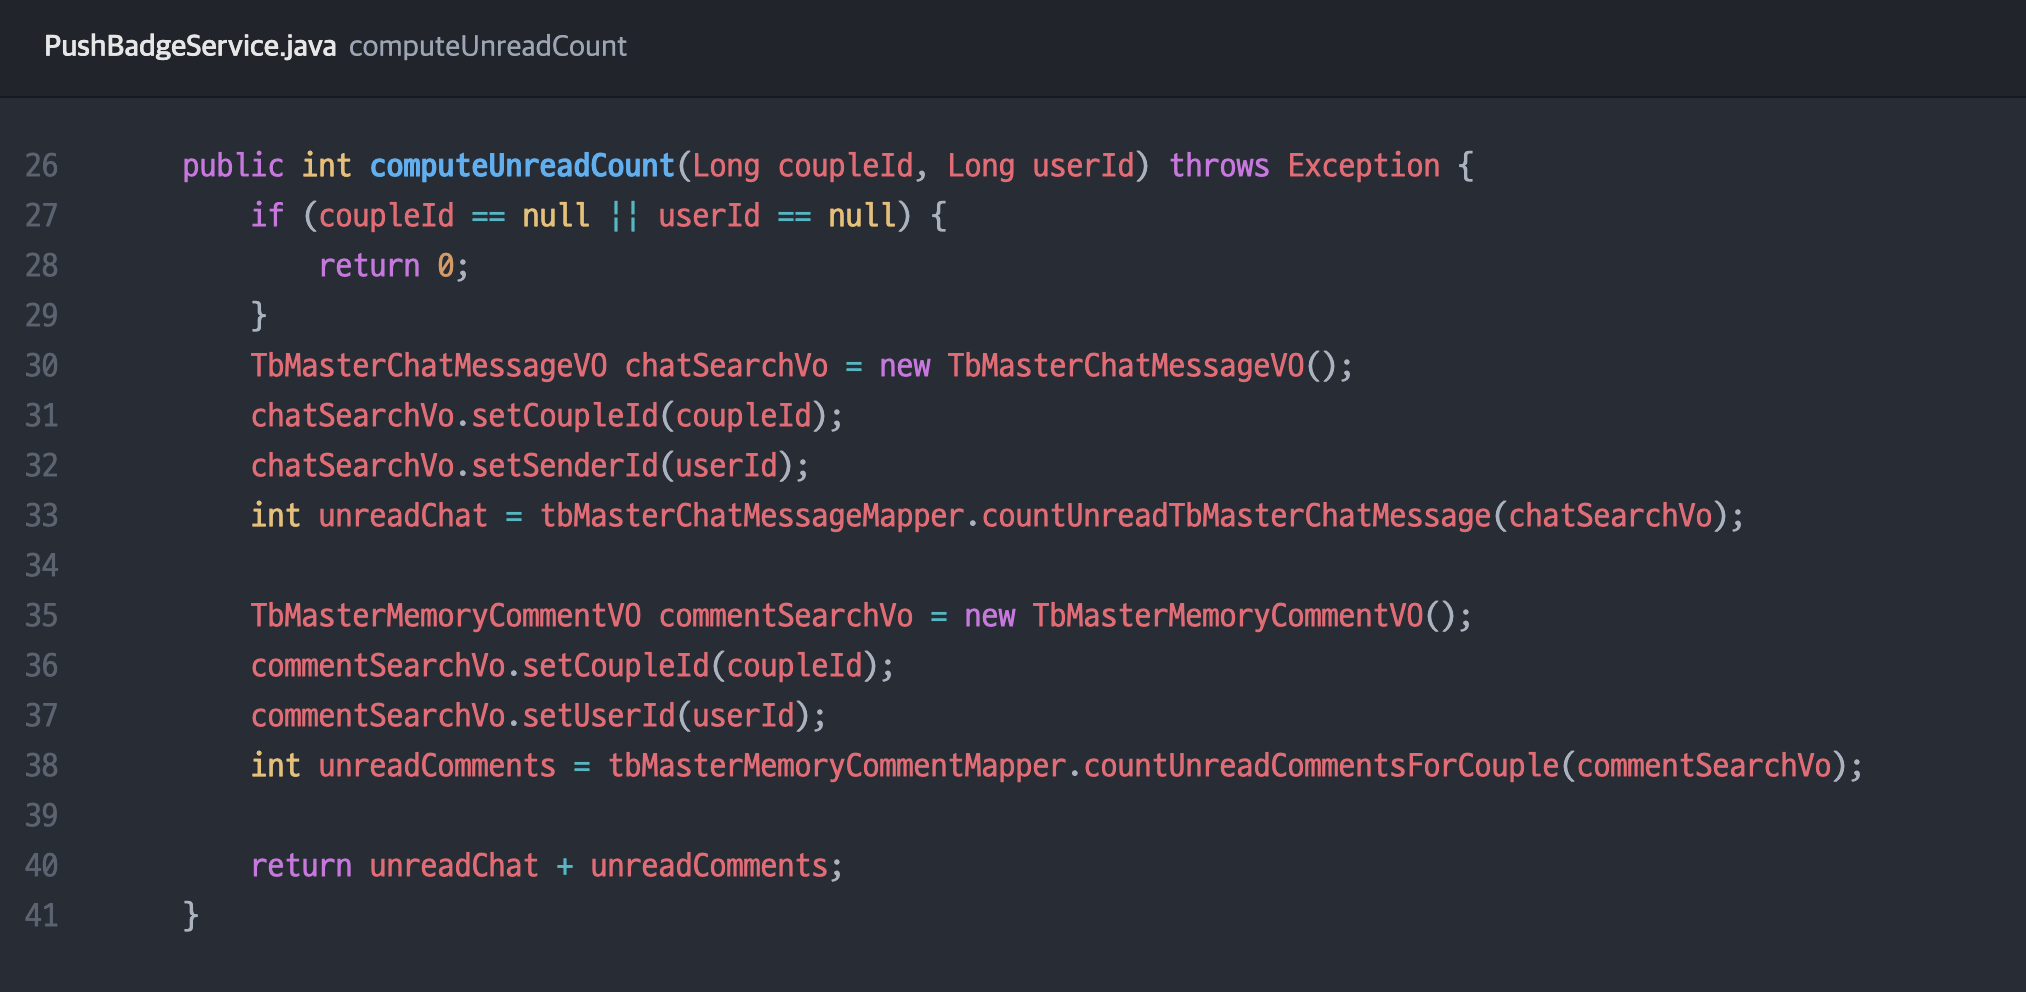 PushBadgeService.java computeUnreadCount
26 public int computeUnreadCount(Long coupleId, Long userId) throws Exception {
27 if (coupleId == null || userId == null) {
28 return 0;
29 }
30 TbMasterChatMessageVO chatSearchVo = new TbMasterChatMessageVO();
31 chatSearchVo.setCoupleId(coupleId);
32 chatSearchVo.setSenderId(userId);
33 int unreadChat = tbMasterChatMessageMapper.countUnreadTbMasterChatMessage(chatSearchVo);
34
35 TbMasterMemoryCommentVO commentSearchVo = new TbMasterMemoryCommentVO();
36 commentSearchVo.setCoupleId(coupleId);
37 commentSearchVo.setUserId(userId);
38 int unreadComments = tbMasterMemoryCommentMapper.countUnreadCommentsForCouple(commentSearchVo);
39
40 return unreadChat + unreadComments;
41 }